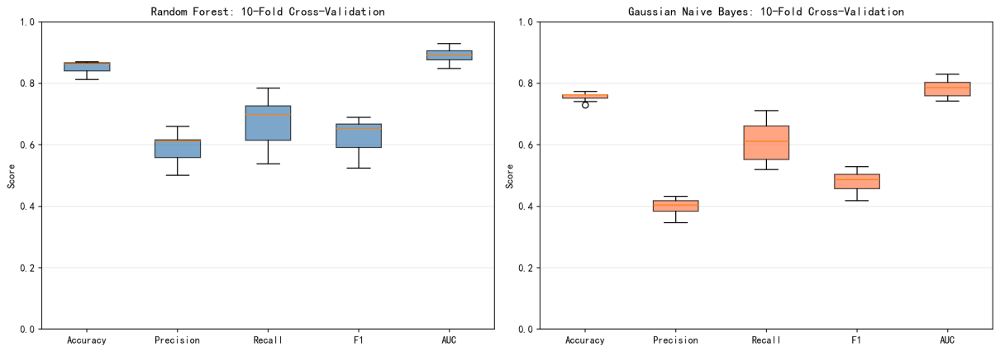 Random Forest: 10-Fold Cross-Validation
Score
1.0
0.8
0.6
0.4
0.2
0.0
Accuracy Precision Recall F1 AUC
Gaussian Naive Bayes: 10-Fold Cross-Validation
Score
1.0
0.8
0.6
0.4
0.2
0.0
Accuracy Precision Recall F1 AUC